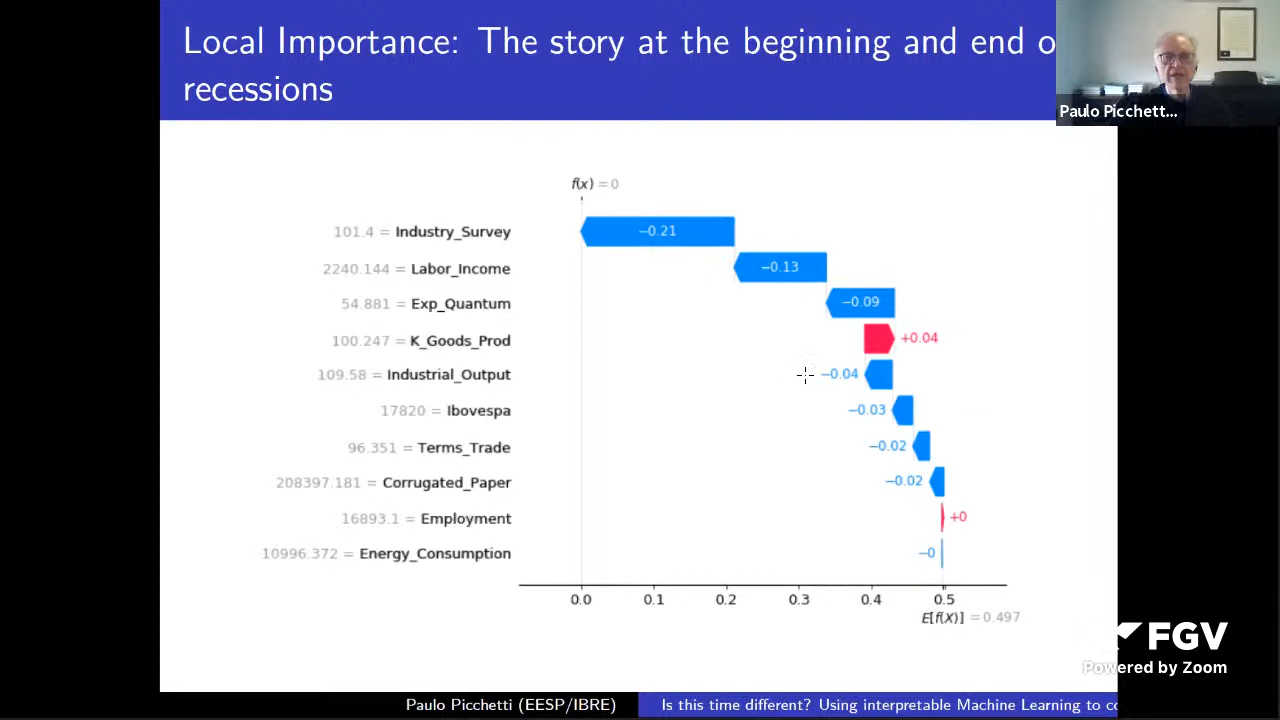 Local Importance: The story at the beginning and end o
recessions
Paulo Picchett...
f(x) = 0
101.4 = Industry_Survey
−0.21
2240.144 = Labor_Income
−0.13
54.881 = Exp_Quantum
−0.09
100.247 = K_Goods_Prod
+0.04
109.58 = Industrial_Output
−0.04
17820 = Ibovespa
−0.03
96.351 = Terms_Trade
−0.02
208397.181 = Corrugated_Paper
−0.02
16893.1 = Employment
+0
10996.372 = Energy_Consumption
−0
0.0 0.1 0.2 0.3 0.4 0.5
E[f(X)] = 0.497
FGV
Powered by Zoom
Paulo Picchetti (EESP/IBRE)
Is this time different? Using interpretable Machine Learning to co